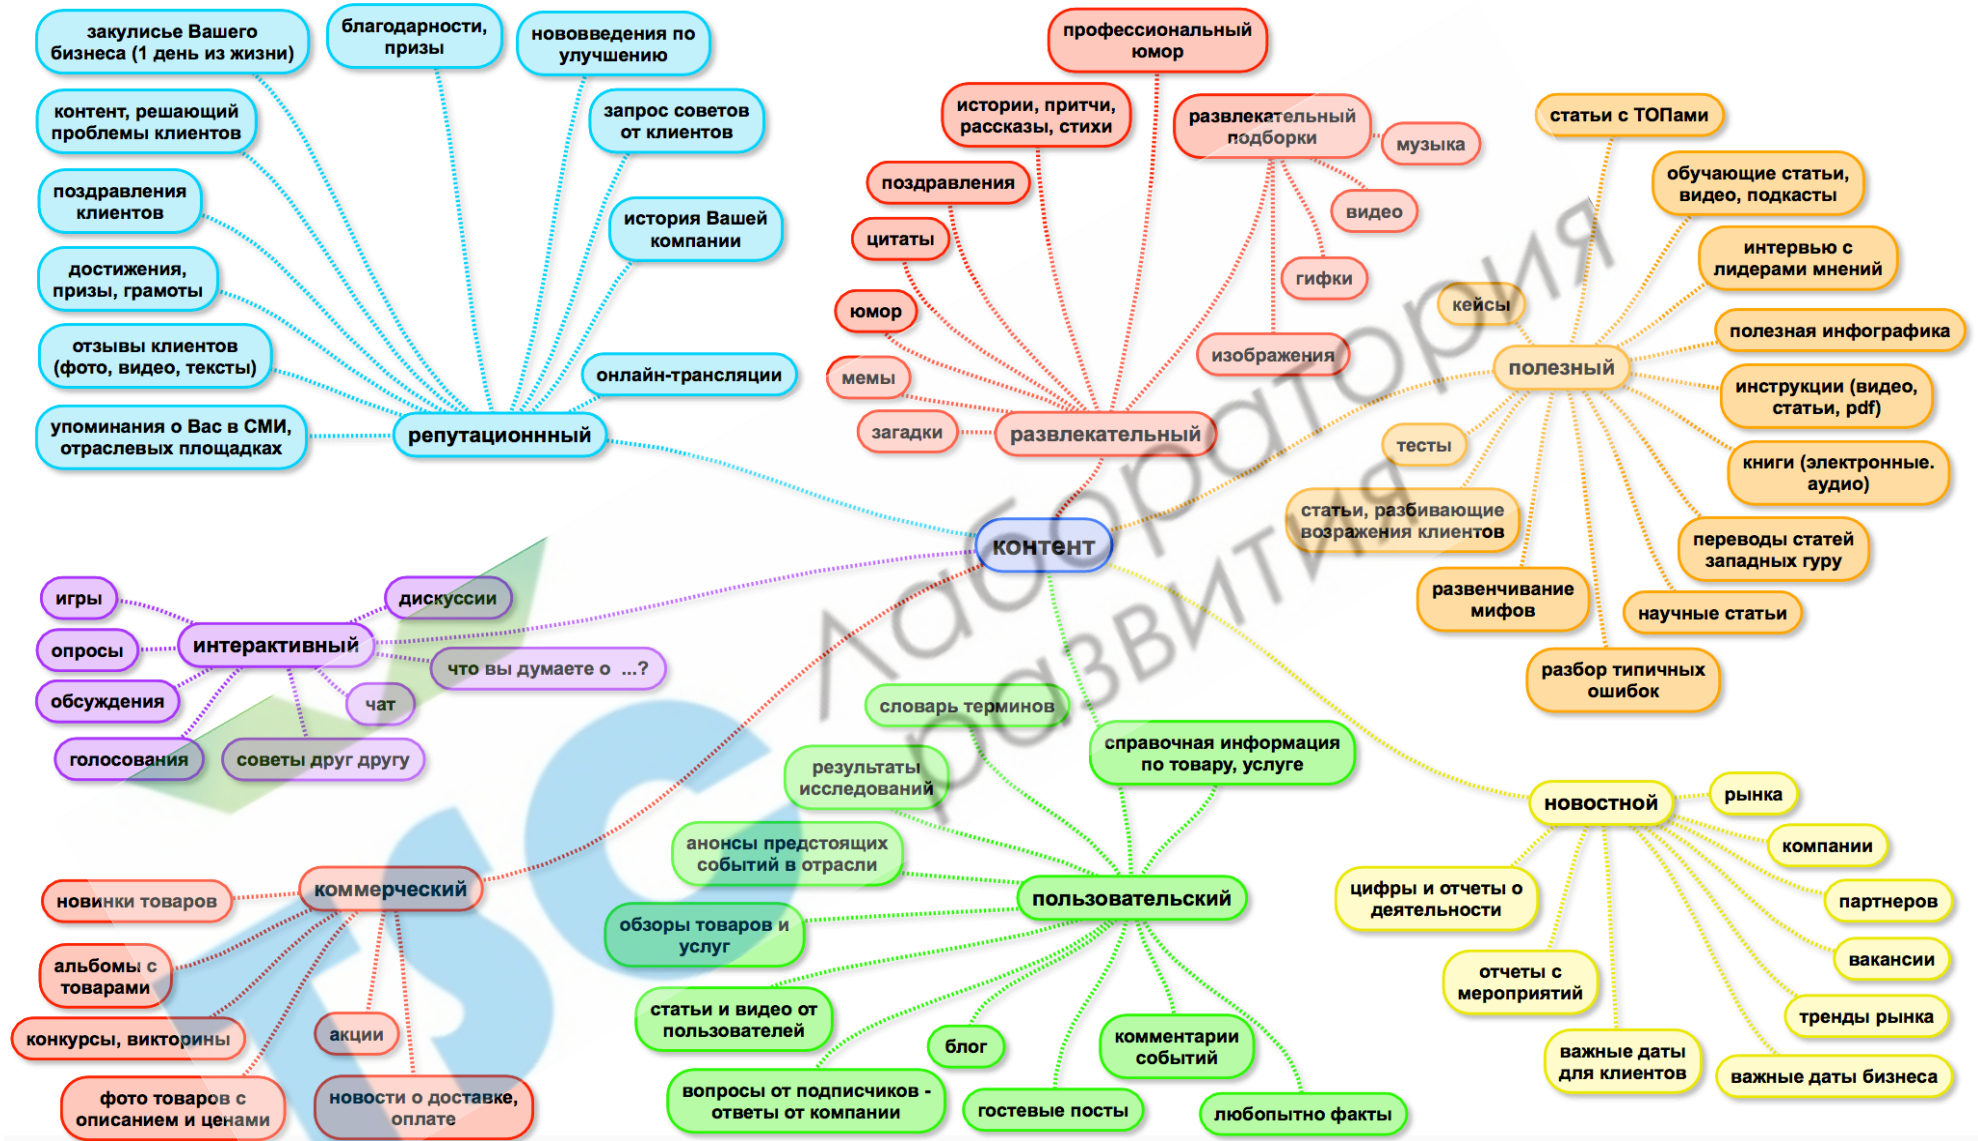 закулисье Вашего
бизнеса (1 день из жизни)
благодарности,
призы
нововведения по
улучшению
контент, решающий
проблемы клиентов
запрос советов
от клиентов
поздравления
клиентов
история Вашей
компании
достижения,
призы, грамоты
отзывы клиентов
(фото, видео, тексты)
онлайн-трансляции
упоминания о Вас в СМИ,
отраслевых площадках
репутационнный
профессиональный
юмор
истории, притчи,
рассказы, стихи
развлекательный
подборки
музыка
поздравления
видео
цитаты
гифки
юмор
изображения
мемы
загадки
развлекательный
статьи с ТОПами
обучающие статьи,
видео, подкасты
интервью с
лидерами мнений
кейсы
полезная инфографика
полезный
инструкции (видео,
статьи, pdf)
тесты
книги (электронные.
аудио)
статьи, разбивающие
возражения клиентов
переводы статей
западных гуру
развенчивание
мифов
научные статьи
разбор типичных
ошибок
контент
игры
дискуссии
интерактивный
опросы
что вы думаете о ...?
обсуждения
чат
голосования
советы друг другу
коммерческий
новинки товаров
альбомы с
товарами
конкурсы, викторины
акции
фото товаров с
описанием и ценами
новости о доставке,
оплате
словарь терминов
справочная информация
по товару, услуге
результаты
исследований
анонсы предстоящих
событий в отрасли
пользовательский
обзоры товаров и
услуг
статьи и видео от
пользователей
блог
комментарии
событий
вопросы от подписчиков -
ответы от компании
гостевые посты
любопытно факты
новостной
рынка
компании
цифры и отчеты о
деятельности
партнеров
вакансии
отчеты с
мероприятий
тренды рынка
важные даты
для клиентов
важные даты бизнеса
Лаборатория
развития
TSC